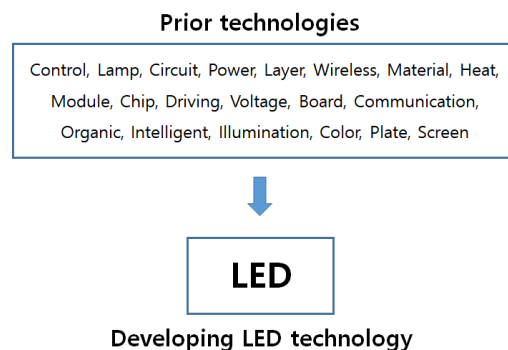 Prior technologies
Control, Lamp, Circuit, Power, Layer, Wireless, Material, Heat,
Module, Chip, Driving, Voltage, Board, Communication,
Organic, Intelligent, Illumination, Color, Plate, Screen
LED
Developing LED technology